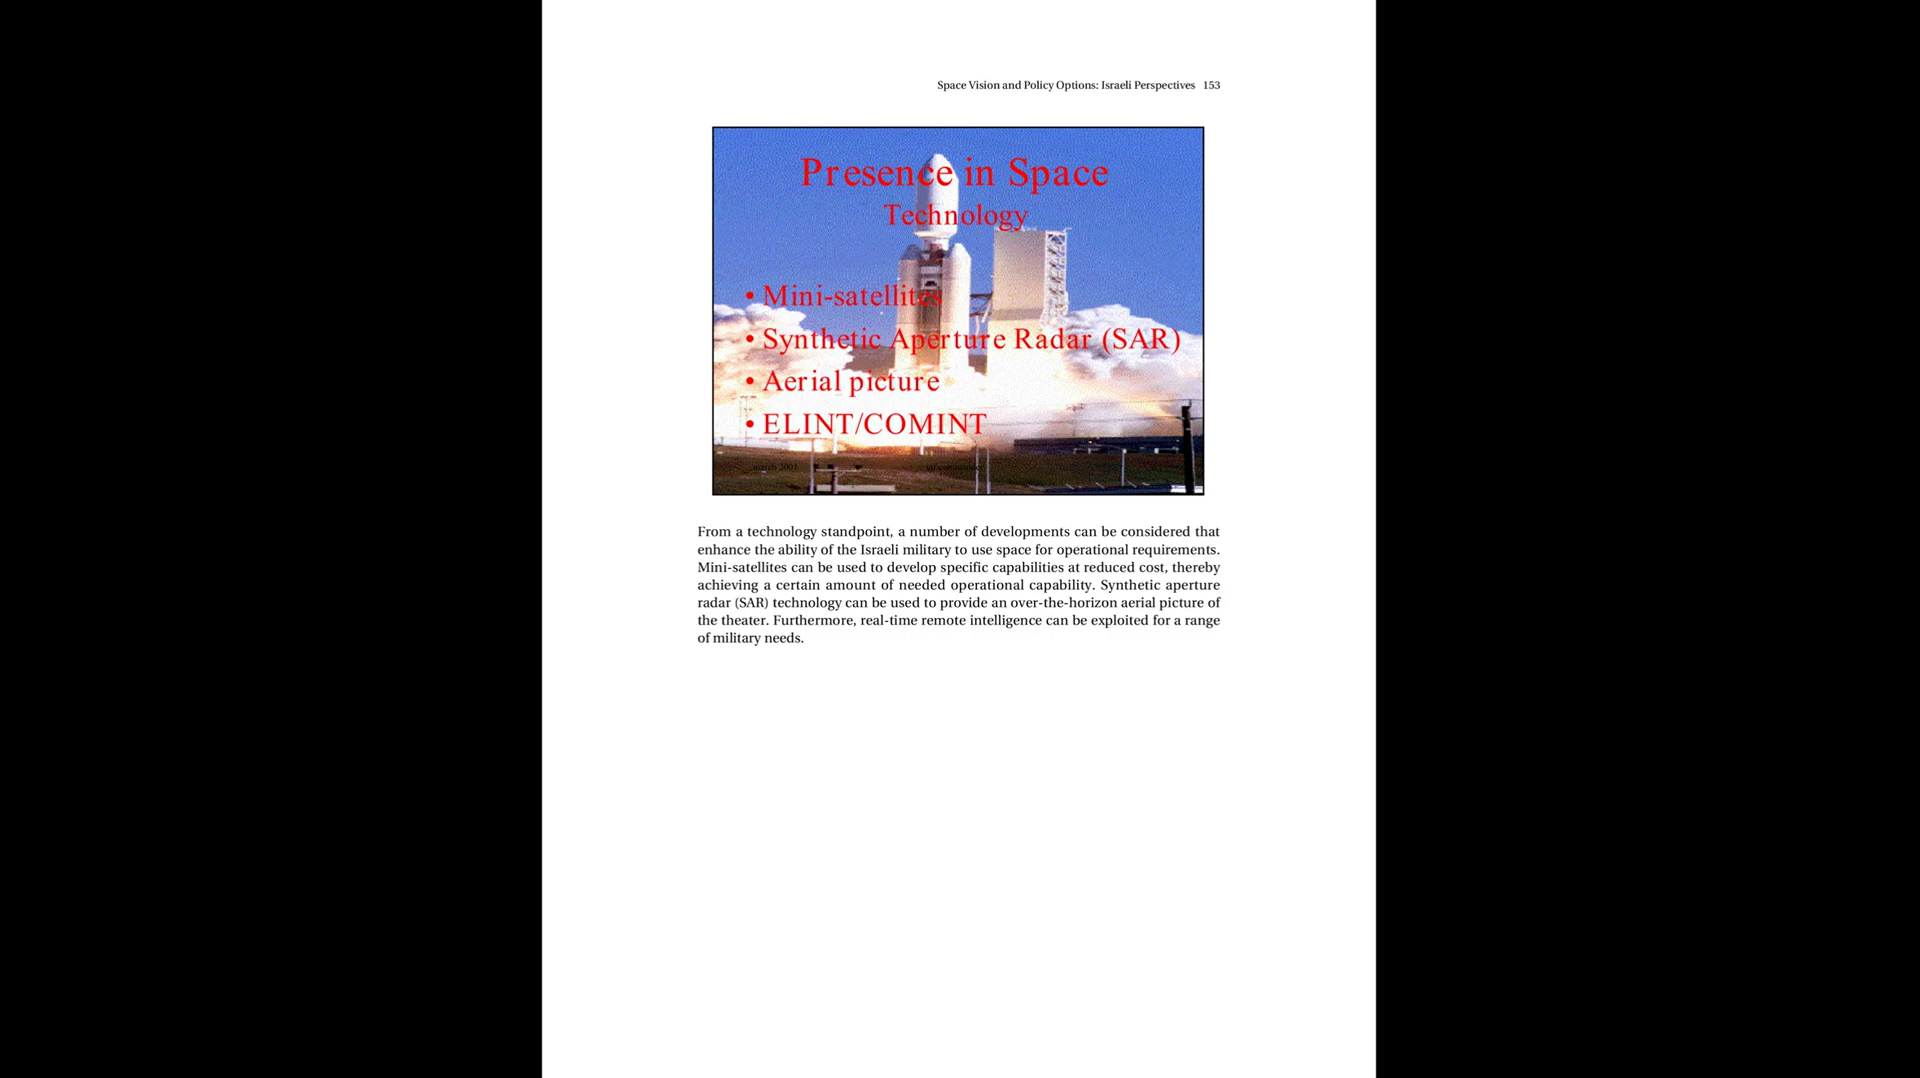 Space Vision and Policy Options: Israeli Perspectives 153
Presence in Space
Technology
• Mini-satellites
• Synthetic Aperture Radar (SAR)
• Aerial picture
• ELINT/COMINT
march 2001
From a technology standpoint, a number of developments can be considered that
enhance the ability of the Israeli military to use space for operational requirements.
Mini-satellites can be used to develop specific capabilities at reduced cost, thereby
achieving a certain amount of needed operational capability. Synthetic aperture
radar (SAR) technology can be used to provide an over-the-horizon aerial picture of
the theater. Furthermore, real-time remote intelligence can be exploited for a range
of military needs.